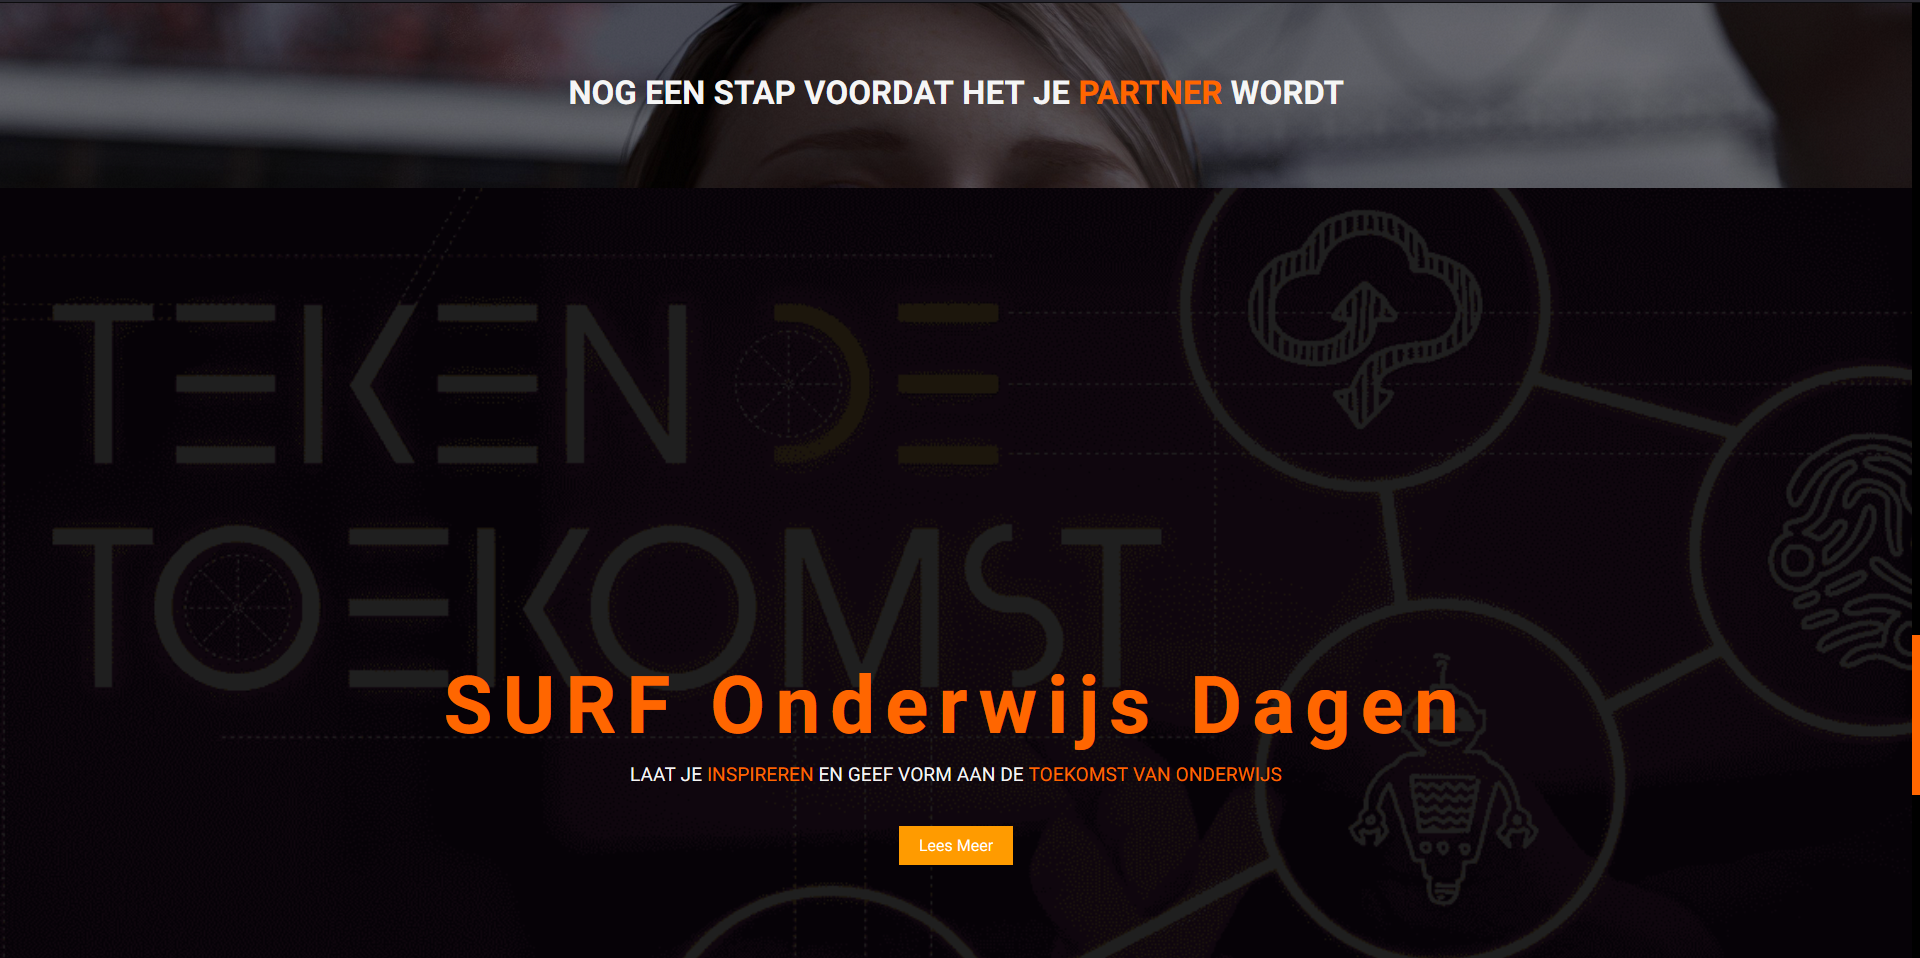 NOG EEN STAP VOORDAT HET JE PARTNER WORDT
TEKEN DE
TOEKOMST
SURF Onderwijs Dagen
LAAT JE INSPIREREN EN GEEF VORM AAN DE TOEKOMST VAN ONDERWIJS
Lees Meer